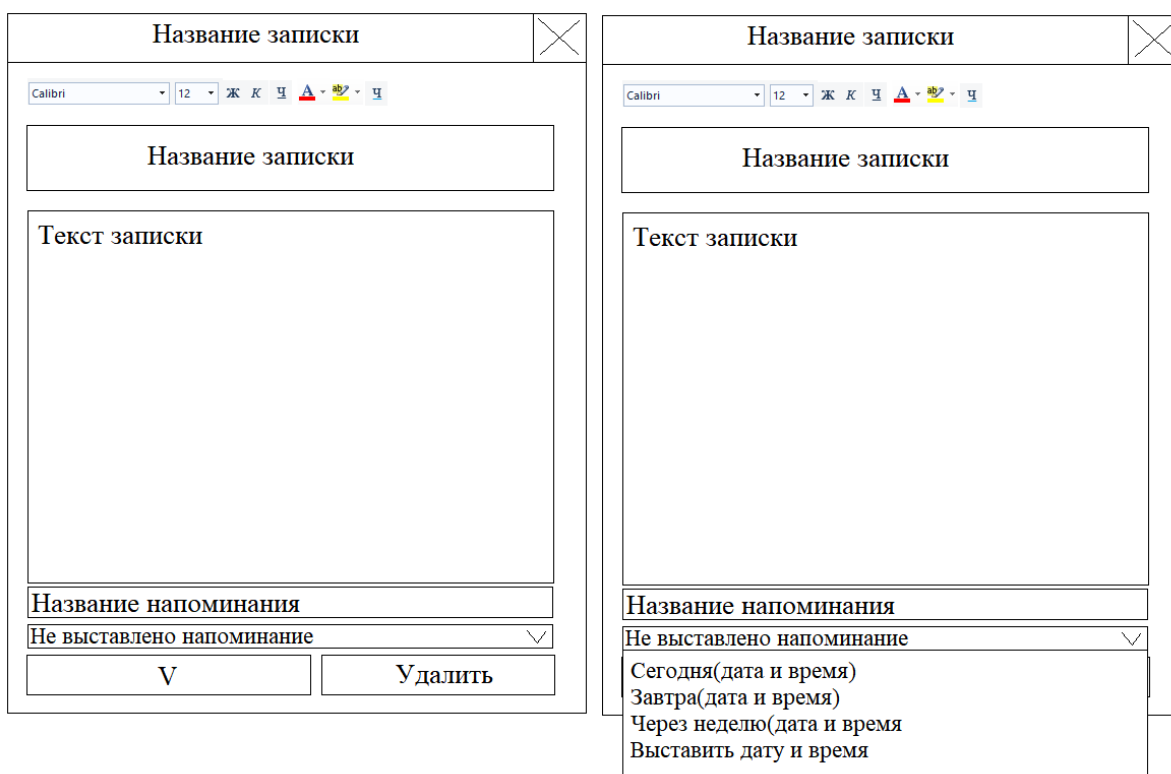 Название записки
Calibri 12 Ж К Ч А ab Ч
Название записки
Текст записки
Название напоминания
Не выставлено напоминание
V Удалить
Название записки
Calibri 12 Ж К Ч А ab Ч
Название записки
Текст записки
Название напоминания
Не выставлено напоминание
Сегодня(дата и время)
Завтра(дата и время)
Через неделю(дата и время
Выставить дату и время